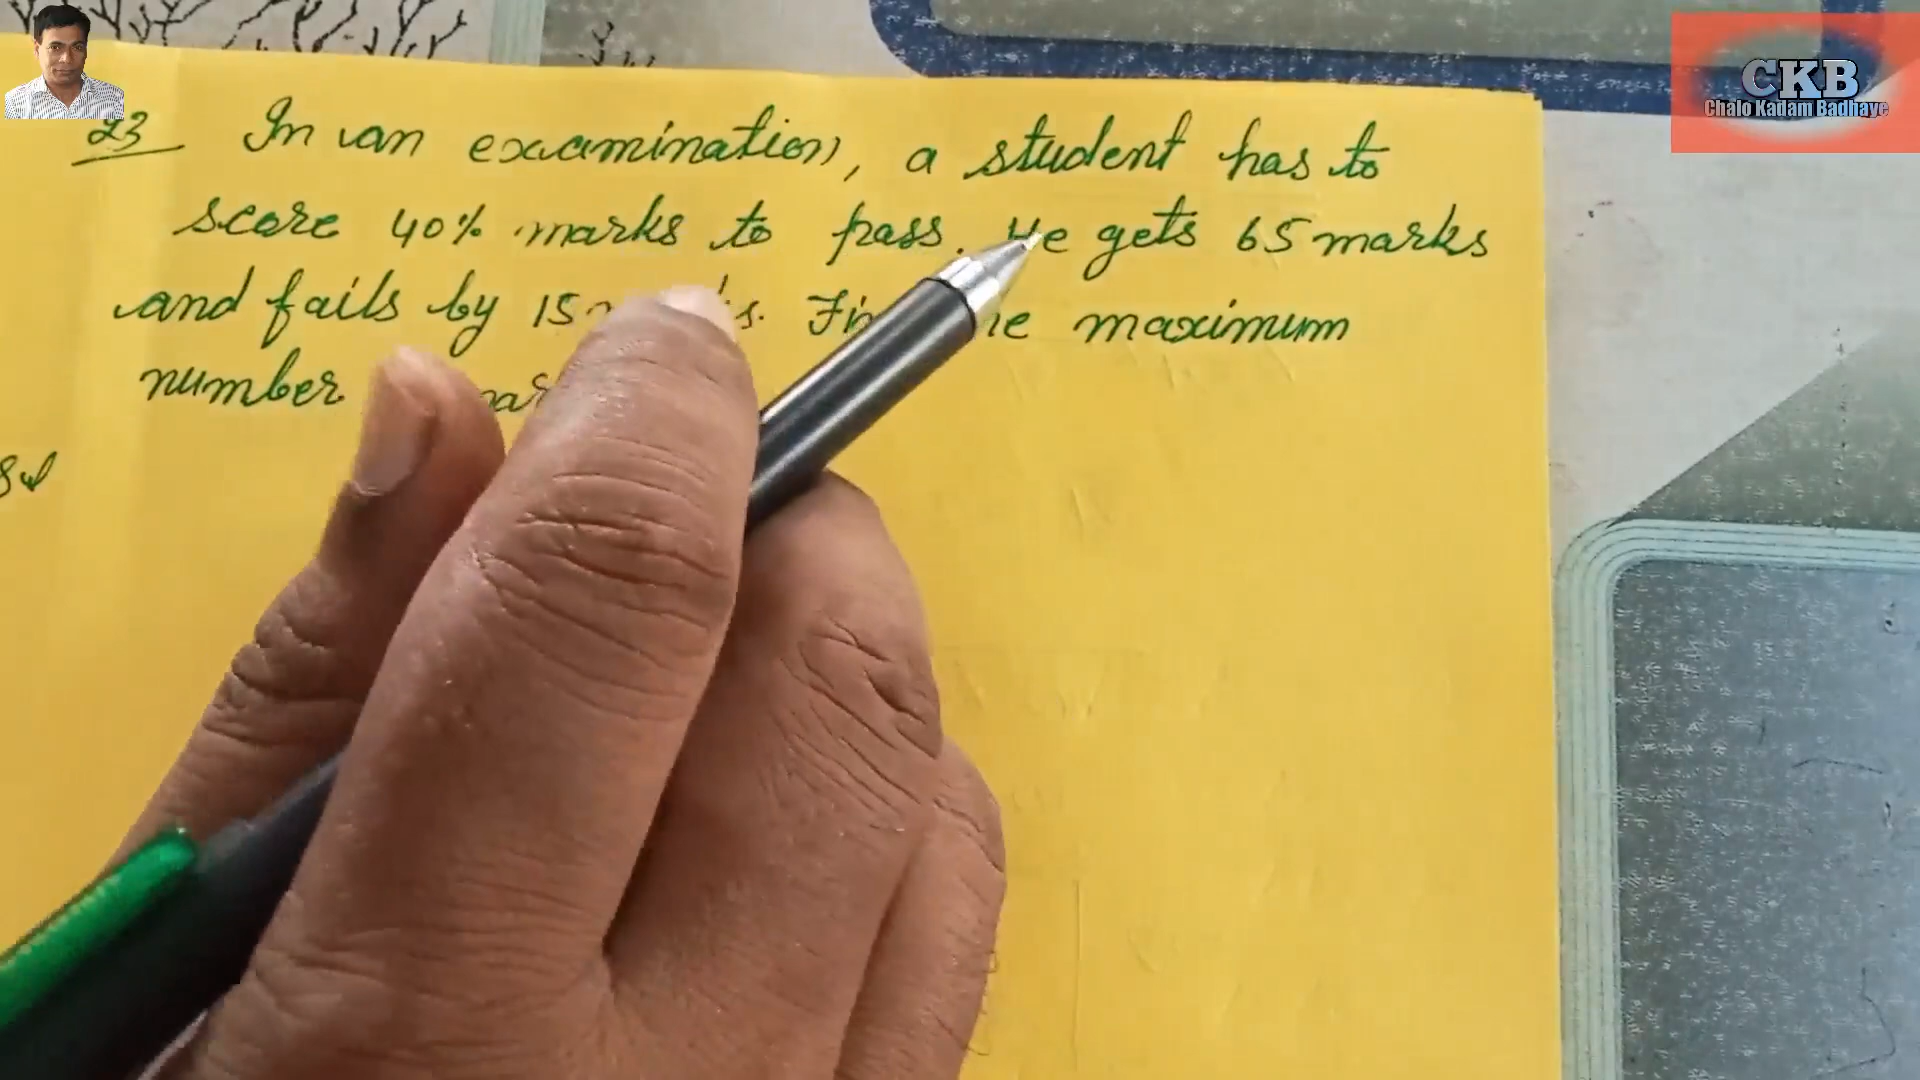 CKB
Chalo Kadam Badhaye
23 In an examination, a student has to
score 40% marks to pass. He gets 65 marks
and fails by 15 maximum
number